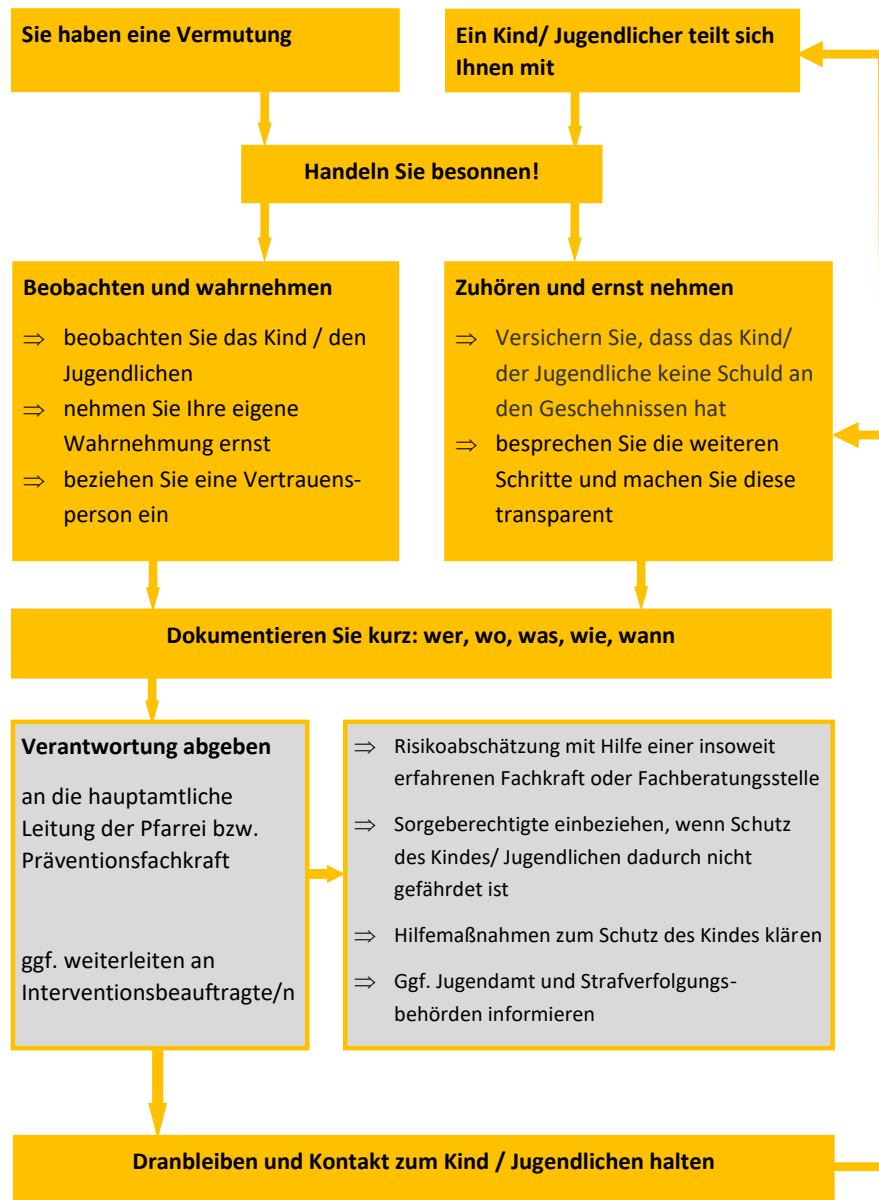 Sie haben eine Vermutung
Ein Kind/ Jugendlicher teilt sich
Ihnen mit
Handeln Sie besonnen!
Beobachten und wahrnehmen
⇒ beobachten Sie das Kind / den
Jugendlichen
⇒ nehmen Sie Ihre eigene
Wahrnehmung ernst
⇒ beziehen Sie eine Vertrauens-
person ein
Zuhören und ernst nehmen
⇒ Versichern Sie, dass das Kind/
der Jugendliche keine Schuld an
den Geschehnissen hat
⇒ besprechen Sie die weiteren
Schritte und machen Sie diese
transparent
Dokumentieren Sie kurz: wer, wo, was, wie, wann
Verantwortung abgeben
an die hauptamtliche
Leitung der Pfarrei bzw.
Präventionsfachkraft
ggf. weiterleiten an
Interventionsbeauftragte/n
⇒ Risikoabschätzung mit Hilfe einer insoweit
erfahrenen Fachkraft oder Fachberatungsstelle
⇒ Sorgeberechtigte einbeziehen, wenn Schutz
des Kindes/ Jugendlichen dadurch nicht
gefährdet ist
⇒ Hilfemaßnahmen zum Schutz des Kindes klären
⇒ Ggf. Jugendamt und Strafverfolgungs-
behörden informieren
Dranbleiben und Kontakt zum Kind / Jugendlichen halten